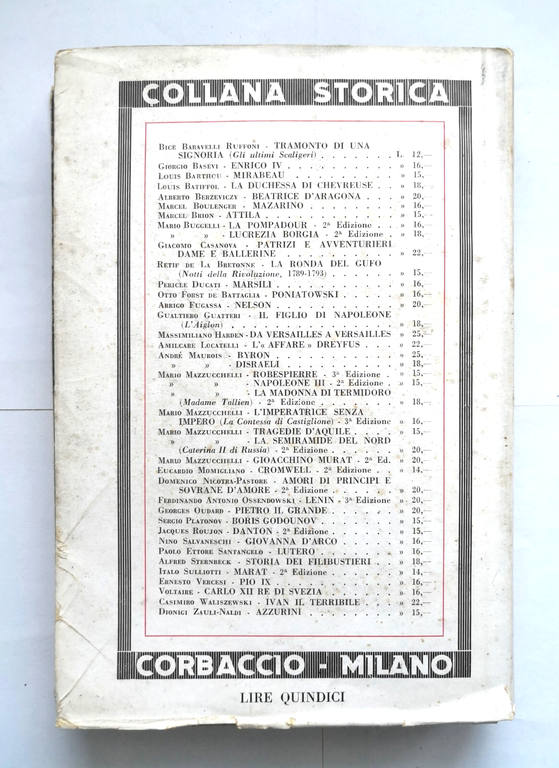 COLLANA STORICA
Bice Baravelli Ruffoni - TRAMONTO DI UNA
SIGNORIA (Gli ultimi Scaligeri) . . . . . . . L. 12,—
Giorgio Basevi - ENRICO IV . . . . . . . . . . » 16,—
Louis Barthou - MIRABEAU . . . . . . . . . » 15,—
Louis Batiffol - LA DUCHESSA DI CHEVREUSE . . » 18,—
Alberto Berzeviczy - BEATRICE D'ARAGONA . . . . » 20,—
Marcel Boulenger - MAZARINO . . . . . . . . » 16,—
Marcel Brion - ATTILA . . . . . . . . . . . » 15,—
Mario Buggelli - LA POMPADOUR - 2ª Edizione . . . » 16,—
» » - LUCREZIA BORGIA - 2ª Edizione . . » 18,—
Giacomo Casanova - PATRIZI E AVVENTURIERI
DAME E BALLERINE . . . . . . . . . . » 22,—
Retif de La Bretonne - LA RONDA DEL GUFO
(Notti della Rivoluzione, 1789-1793) . . . . . » 15,—
Pericle Ducati - MARSILI . . . . . . . . . . » 16,—
Otto Forst de Battaglia - PONIATOWSKI . . . . . » 16,—
Arrigo Fugassa - NELSON . . . . . . . . . . » 20,—
Gualtiero Guatteri - IL FIGLIO DI NAPOLEONE
(L'Aiglon) . . . . . . . . . . . . . . » 18,—
Massimiliano Harden - DA VERSAILLES A VERSAILLES » 25,—
Amilcare Locatelli - L'« AFFARE » DREYFUS . . . » 22,—
André Maurois - BYRON . . . . . . . . . . » 25,—
» » - DISRAELI . . . . . . . . . » 18,—
Mario Mazzucchelli - ROBESPIERRE - 3ª Edizione . » 15,—
» » - NAPOLEONE III - 2ª Edizione . » 15,—
» » - LA MADONNA DI TERMIDORO
(Madame Tallien) - 2ª Edizione . . . . . . . » 18,—
Mario Mazzucchelli - L'IMPERATRICE SENZA
IMPERO (La Contessa di Castiglione) - 3ª Edizione » 16,—
Mario Mazzucchelli - TRAGEDIE D'AQUILE . . . . » 15,—
» » - LA SEMIRAMIDE DEL NORD
(Caterina II di Russia) - 2ª Edizione . . . . . » 20,—
Mario Mazzucchelli - GIOACCHINO MURAT - 2ª Ed. » 20,—
Eucardio Momigliano - CROMWELL - 2ª Edizione . . » 14,—
Domenico Nicotra-Pastore - AMORI DI PRINCIPI E
SOVRANE D'AMORE - 2ª Edizione . . . . . . » 20,—
Ferdinando Antonio Ossendowski - LENIN - 3ª Edizione » 20,—
Georges Oudard - PIETRO IL GRANDE . . . . . . » 20,—
Sergio Platonov - BORIS GODOUNOV . . . . . . » 15,—
Jacques Roujon - DANTON - 2ª Edizione . . . . . » 15,—
Nino Salvaneschi - GIOVANNA D'ARCO . . . . . » 16,—
Paolo Ettore Santangelo - LUTERO . . . . . . » 16,—
Alfred Sternbeck - STORIA DEI FILIBUSTIERI . . . » 18,—
Italo Sulliotti - MARAT - 2ª Edizione . . . . . » 14,—
Ernesto Vercesi - PIO IX . . . . . . . . . . » 16,—
Voltaire - CARLO XII RE DI SVEZIA . . . . . . » 16,—
Casimiro Waliszewski - IVAN IL TERRIBILE . . . . » 22,—
Dionigi Zauli-Naldi - AZZURINI . . . . . . . » 15,—
CORBACCIO - MILANO
LIRE QUINDICI